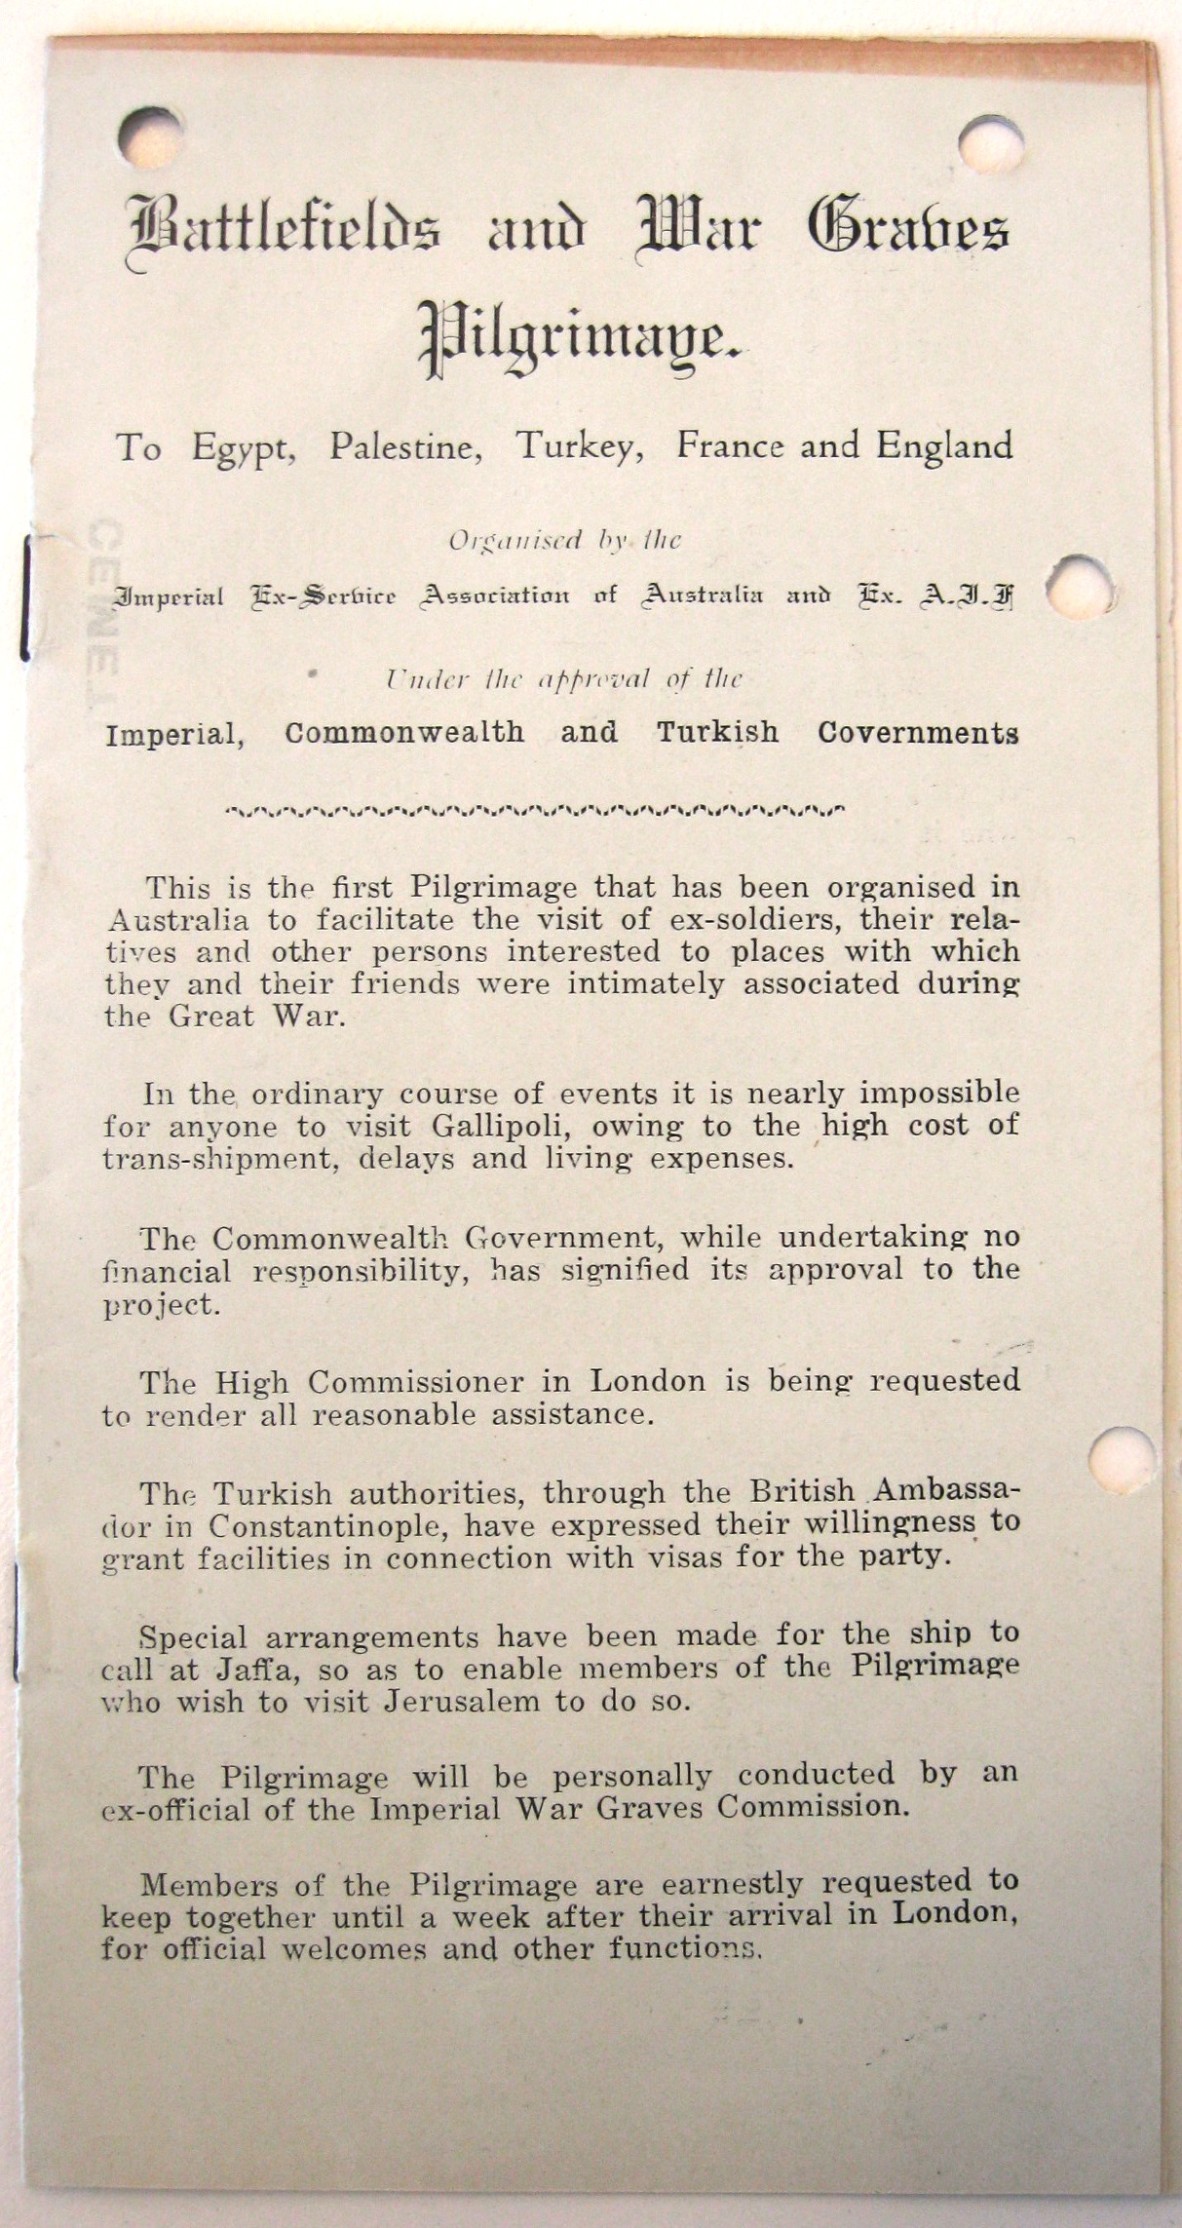 Battlefields and War Graves
Pilgrimaye.
To Egypt, Palestine, Turkey, France and England
Organised by the
Imperial Ex-Service Association of Australia and Ex. A.I.F
Under the approval of the
Imperial, Commonwealth and Turkish Covernments
This is the first Pilgrimage that has been organised in
Australia to facilitate the visit of ex-soldiers, their rela-
tives and other persons interested to places with which
they and their friends were intimately associated during
the Great War.
In the ordinary course of events it is nearly impossible
for anyone to visit Gallipoli, owing to the high cost of
trans-shipment, delays and living expenses.
The Commonwealth Government, while undertaking no
financial responsibility, has signified its approval to the
project.
The High Commissioner in London is being requested
to render all reasonable assistance.
The Turkish authorities, through the British Ambassa-
dor in Constantinople, have expressed their willingness to
grant facilities in connection with visas for the party.
Special arrangements have been made for the ship to
call at Jaffa, so as to enable members of the Pilgrimage
who wish to visit Jerusalem to do so.
The Pilgrimage will be personally conducted by an
ex-official of the Imperial War Graves Commission.
Members of the Pilgrimage are earnestly requested to
keep together until a week after their arrival in London,
for official welcomes and other functions.